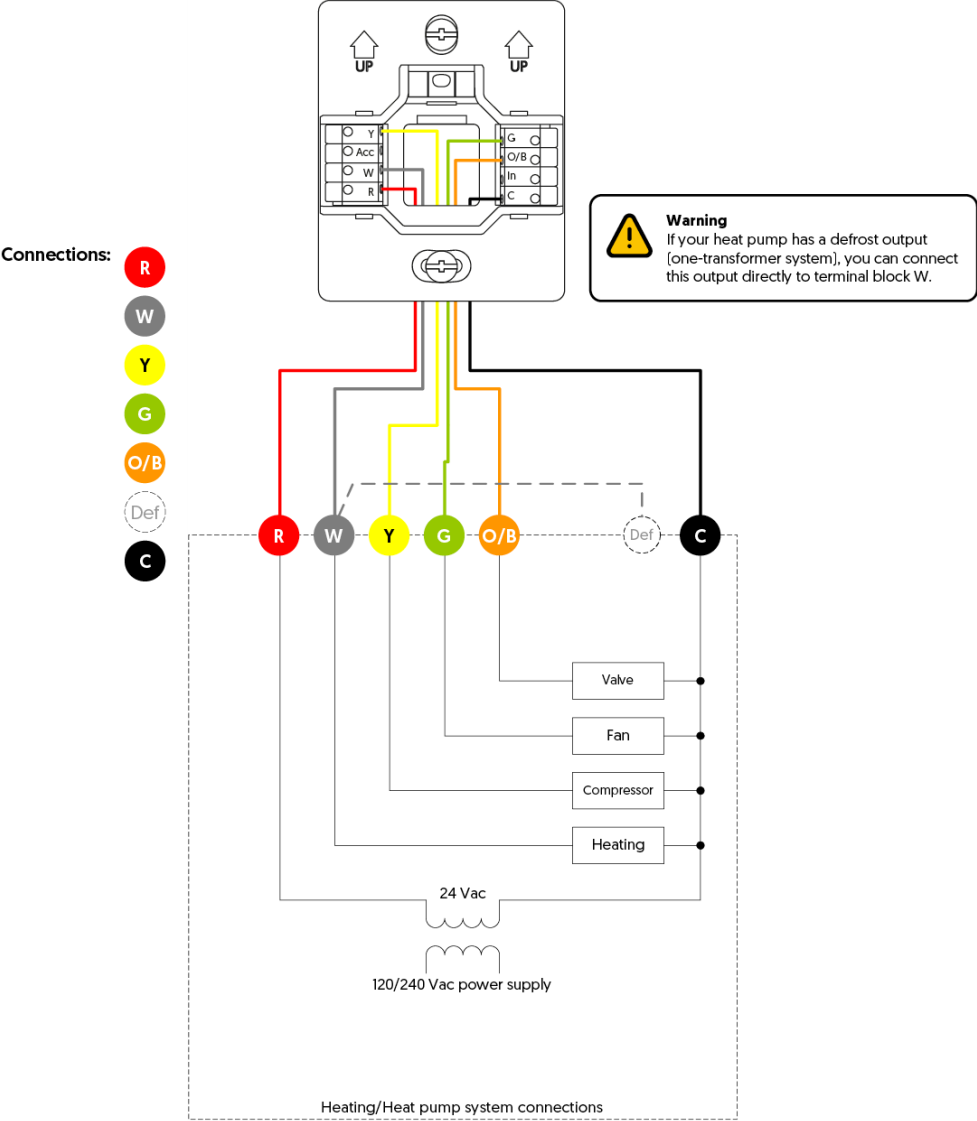 UP
UP
Y
Acc
W
R
G
O/B
In
C
Warning
If your heat pump has a defrost output
(one-transformer system), you can connect
this output directly to terminal block W.
Connections:
R
W
Y
G
O/B
Def
C
R
W
Y
G
O/B
Def
C
Valve
Fan
Compressor
Heating
24 Vac
120/240 Vac power supply
Heating/Heat pump system connections